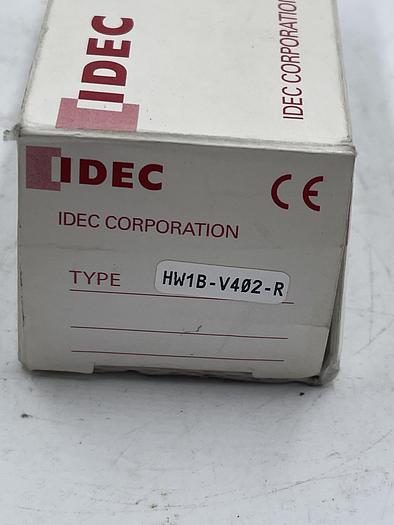 IDEC
IDEC CORPORATION
IDEC
CE
IDEC CORPORATION
TYPE HW1B-V402-R